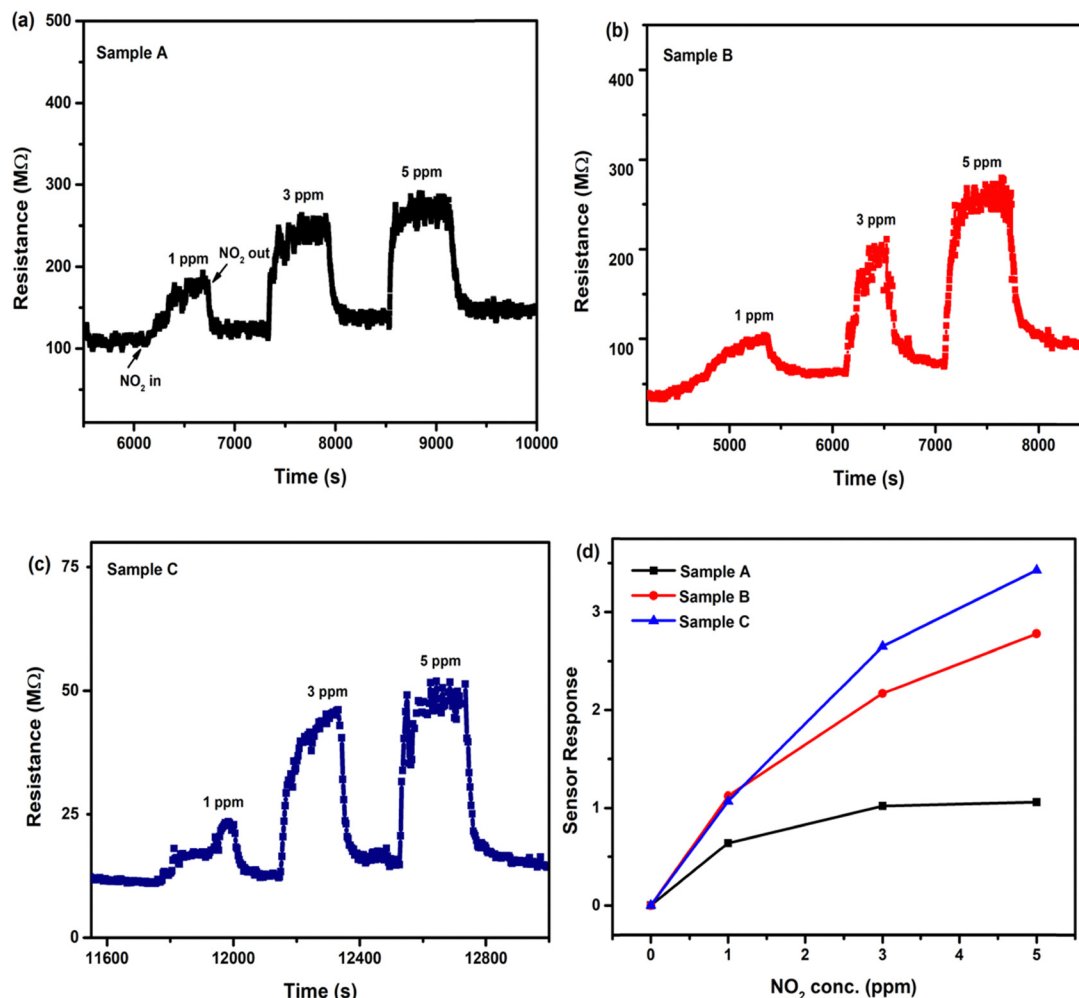 (a)
Sample A
500
400
300
200
100
Resistance (MΩ)
1 ppm
NO₂ out
NO₂ in
3 ppm
5 ppm
6000 7000 8000 9000 10000
Time (s)
(b)
Sample B
400
300
200
100
Resistance (MΩ)
1 ppm
3 ppm
5 ppm
5000 6000 7000 8000
Time (s)
(c)
Sample C
75
50
25
0
Resistance (MΩ)
1 ppm
3 ppm
5 ppm
11600 12000 12400 12800
Time (s)
(d)
Sample A
Sample B
Sample C
3
2
1
0
Sensor Response
0 1 2 3 4 5
NO₂ conc. (ppm)